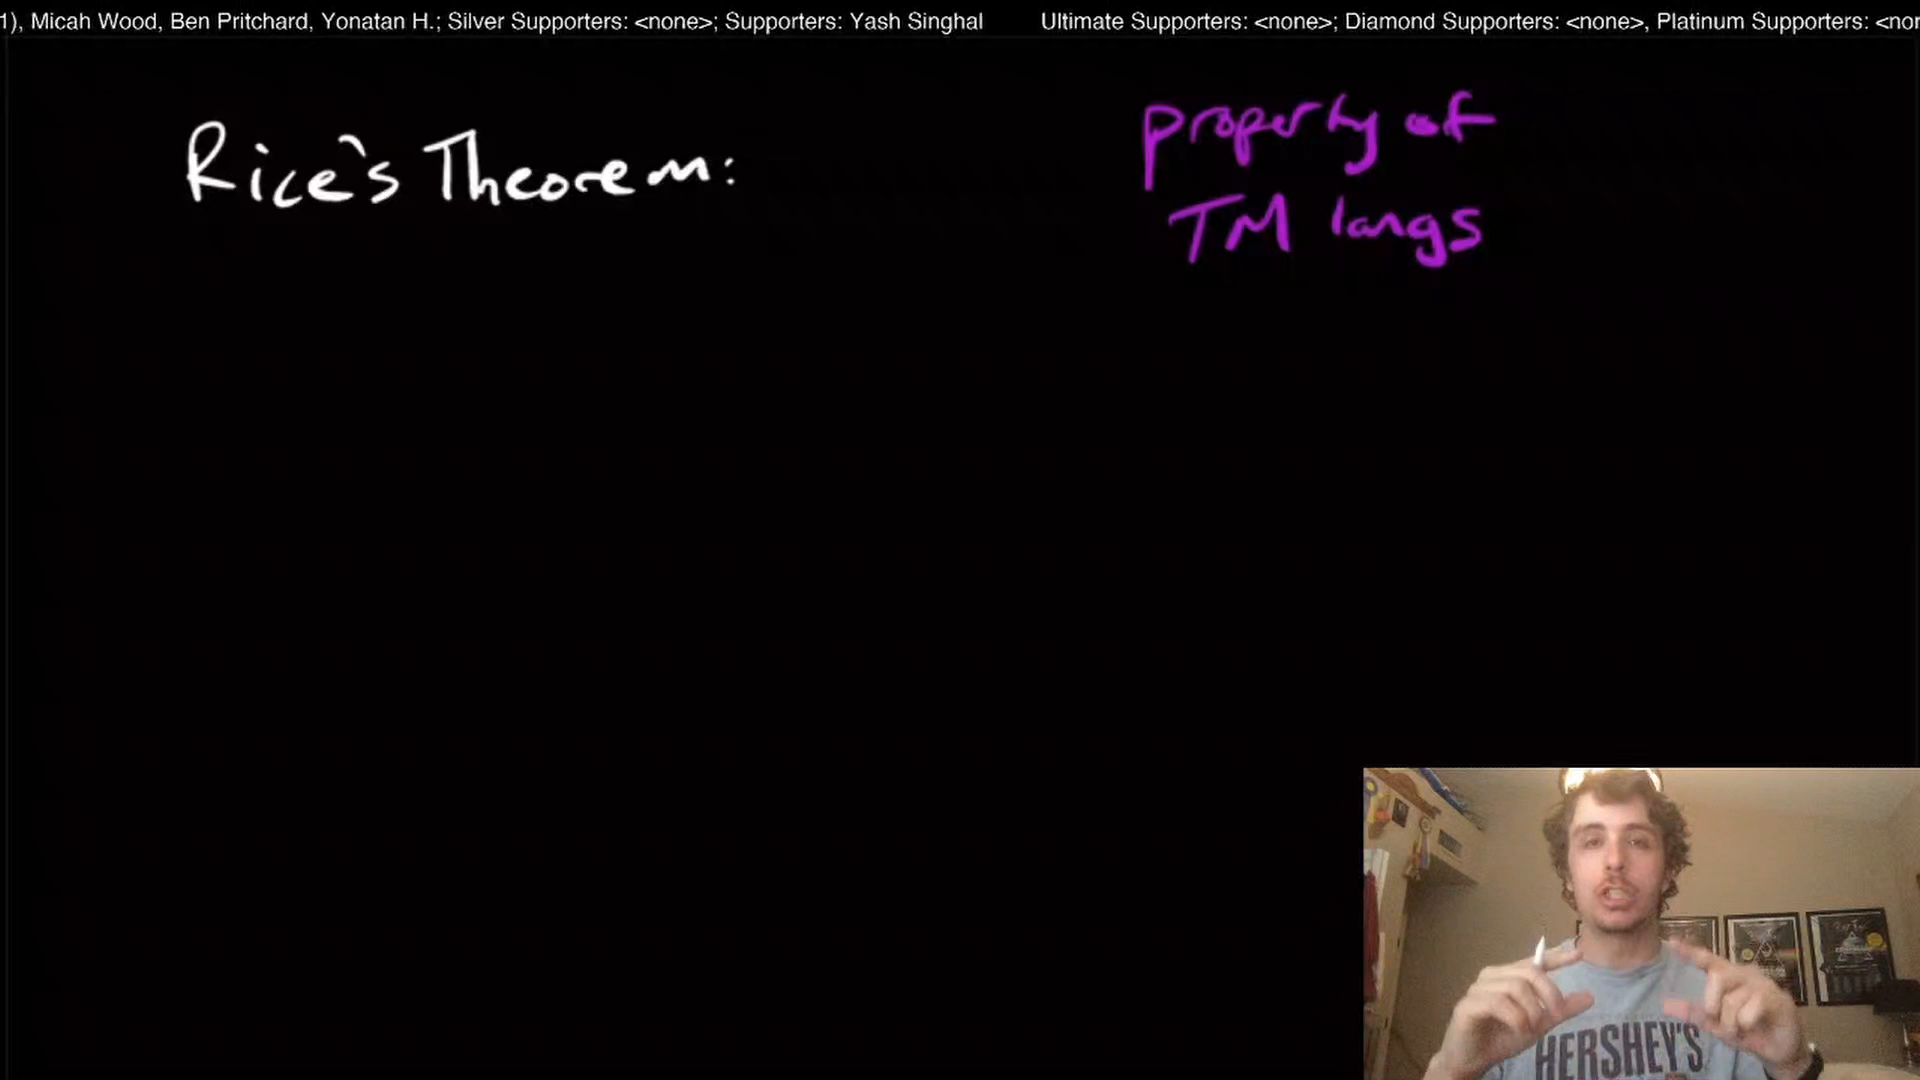 1), Micah Wood, Ben Pritchard, Yonatan H.; Silver Supporters: <none>; Supporters: Yash Singhal Ultimate Supporters: <none>; Diamond Supporters: <none>, Platinum Supporters: <nor
Rice's Theorem:
property of
TM langs
HERSHEY'S